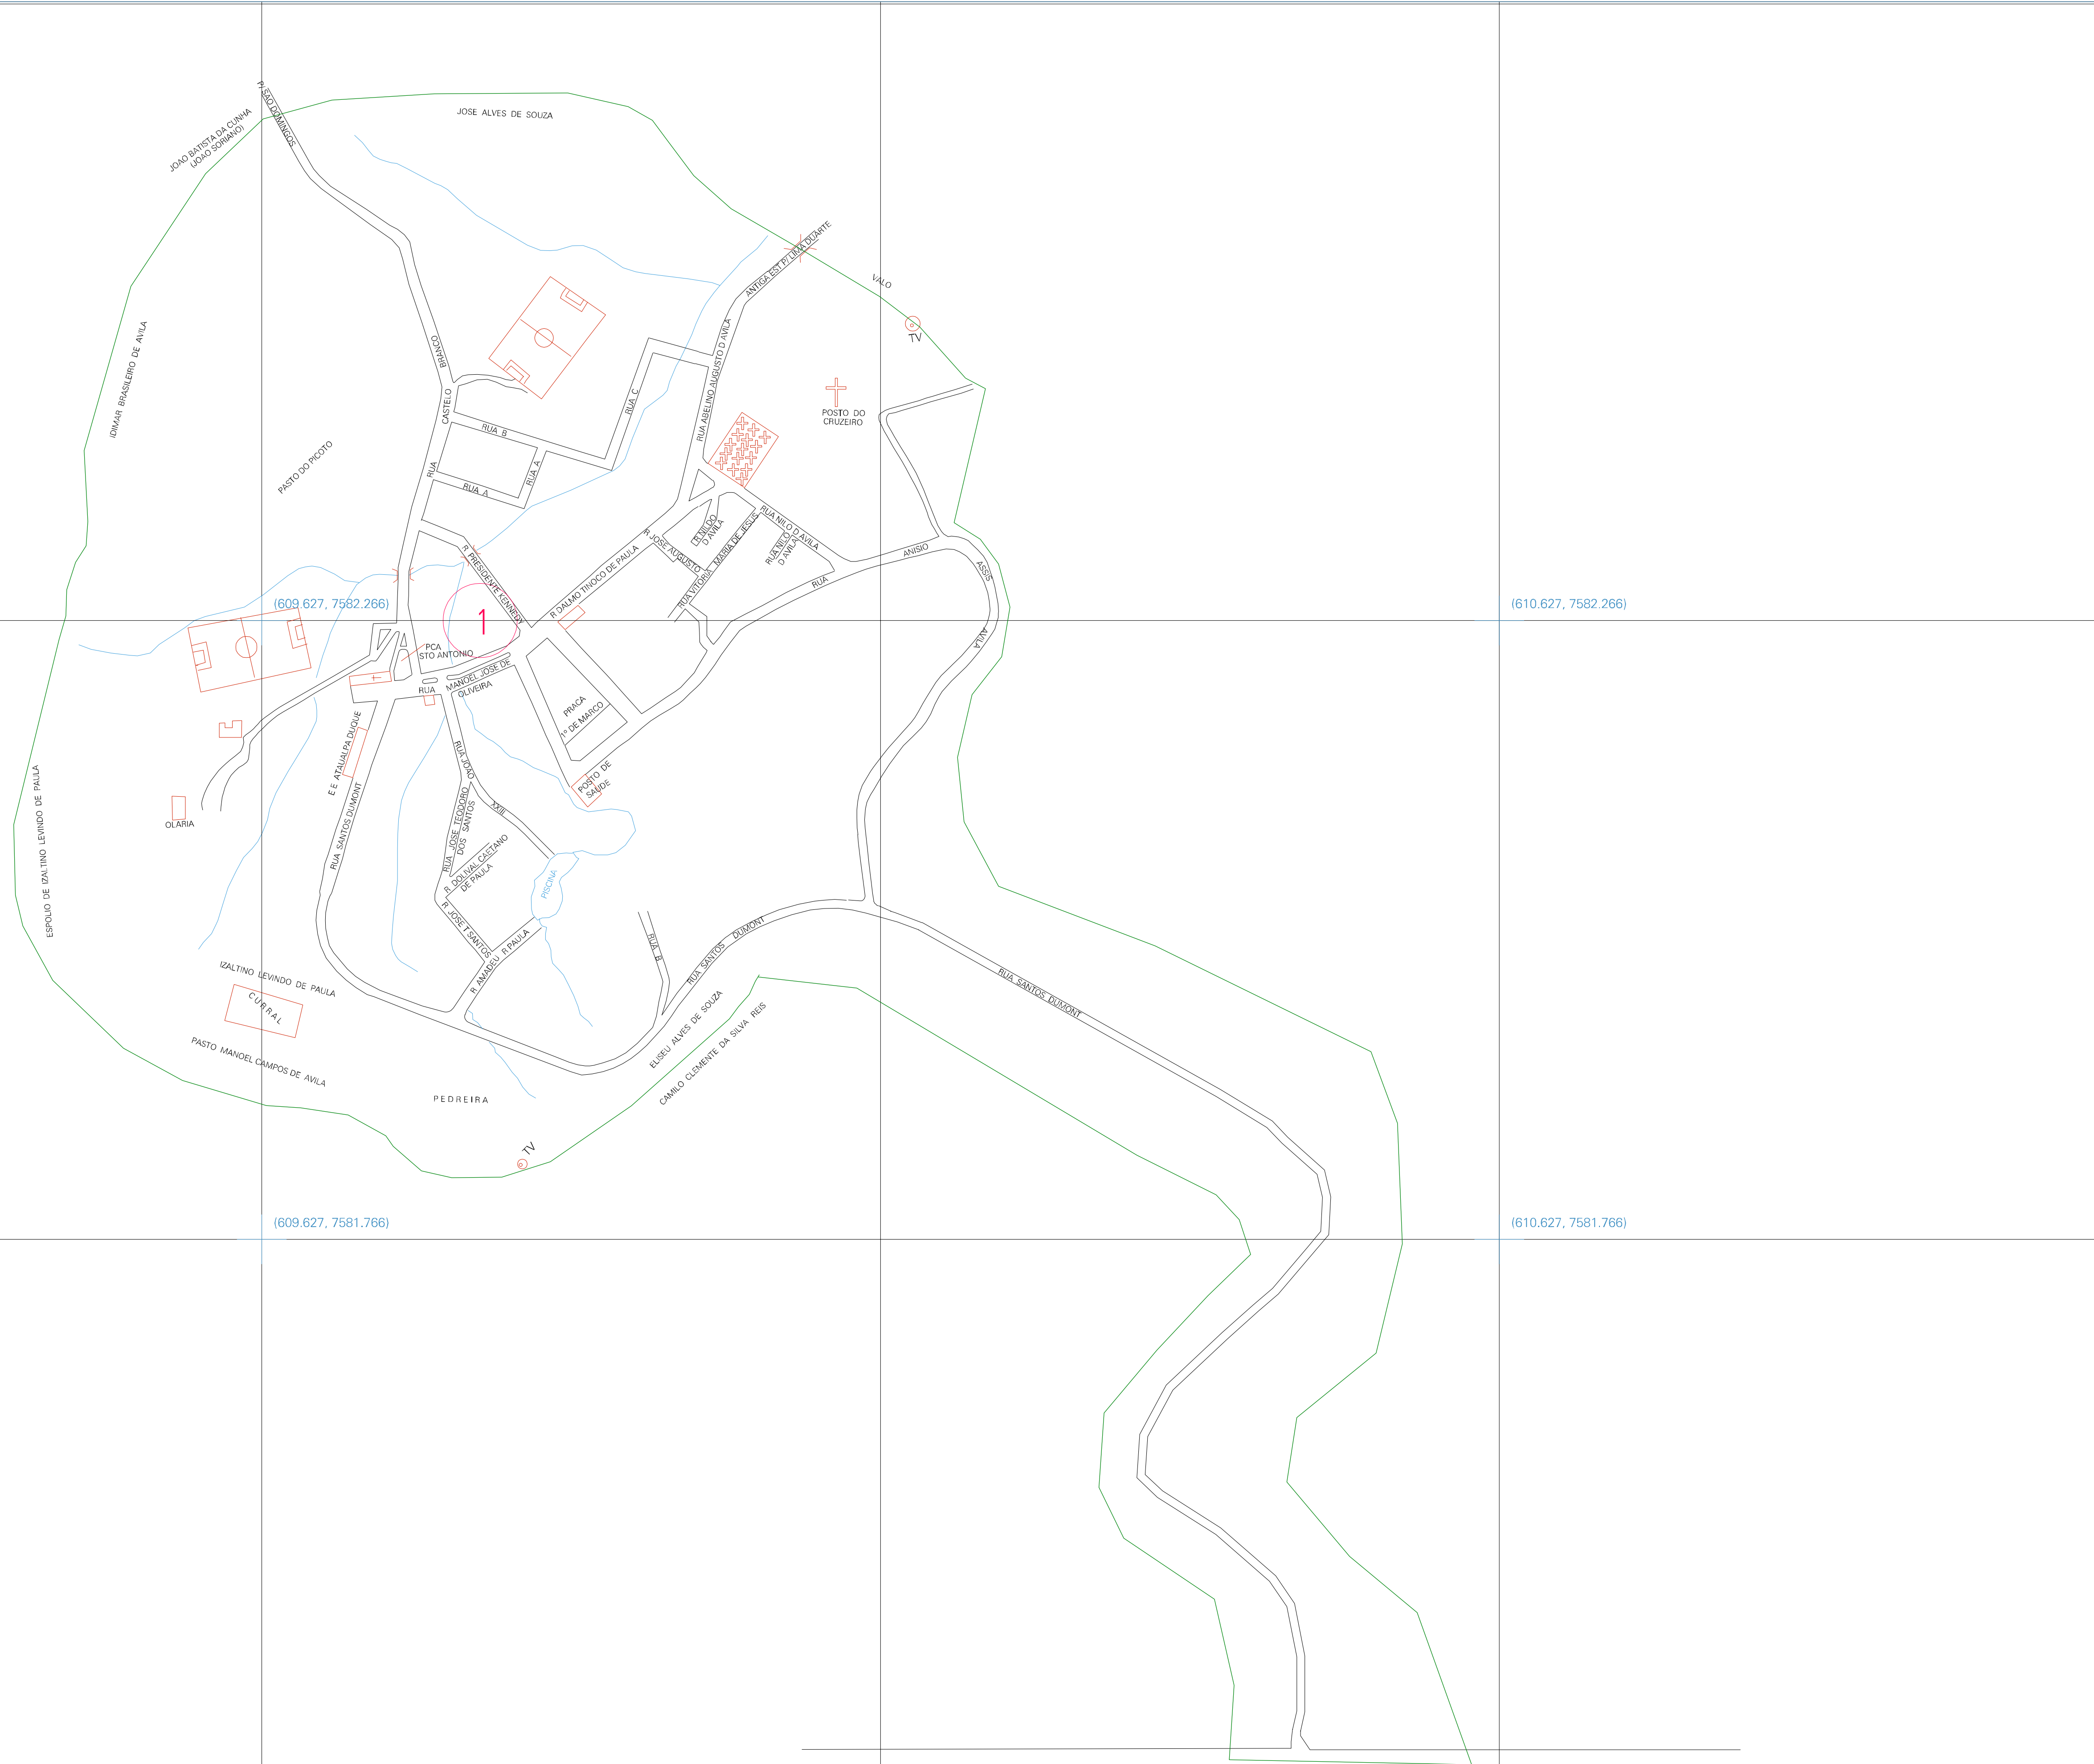 P/ SAO DOMINGOS
JOAO BATISTA DA CUNHA
(JOAO SORIANO)
JOSE ALVES DE SOUZA
ANTIGA EST P/ LIMA DUARTE
VALO
TV
IDIMAR BRASILEIRO DE AVILA
BRANCO
CASTELO
RUA
RUA C
RUA ABELINO AUGUSTO D AVILA
POSTO DO
CRUZEIRO
RUA B
RUA A
RUA A
PASTO DO PICOTO
R PRESIDENTE KENNEDY
R DALMO TINOCO DE PAULA
R JOSE AUGUSTO
R NILDO
D AVILA
RUA VITORIA MARIA DE JESUS
RUA NILO D AVILA
RUA NILO
D AVILA
RUA ANISIO ASSIS AVILA
(609.627, 7582.266)
(610.627, 7582.266)
1
PCA
STO ANTONIO
RUA MANOEL JOSE DE
OLIVEIRA
PRACA
1º DE MARCO
POSTO DE
SAUDE
E E ATAUALPA DUQUE
RUA SANTOS DUMONT
RUA JOAO XXIII
RUA JOSE TEODORO
DOS SANTOS
R DOLIVAL CAETANO
DE PAULA
PISCINA
OLARIA
ESPOLIO DE IZALTINO LEVINDO DE PAULA
R JOSE T SANTOS
R AMADEU R PAULA
RUA B
RUA SANTOS DUMONT
RUA SANTOS DUMONT
IZALTINO LEVINDO DE PAULA
CURRAL
PASTO MANOEL CAMPOS DE AVILA
ELISEU ALVES DE SOUZA
CAMILO CLEMENTE DA SILVA REIS
PEDREIRA
TV
(609.627, 7581.766)
(610.627, 7581.766)